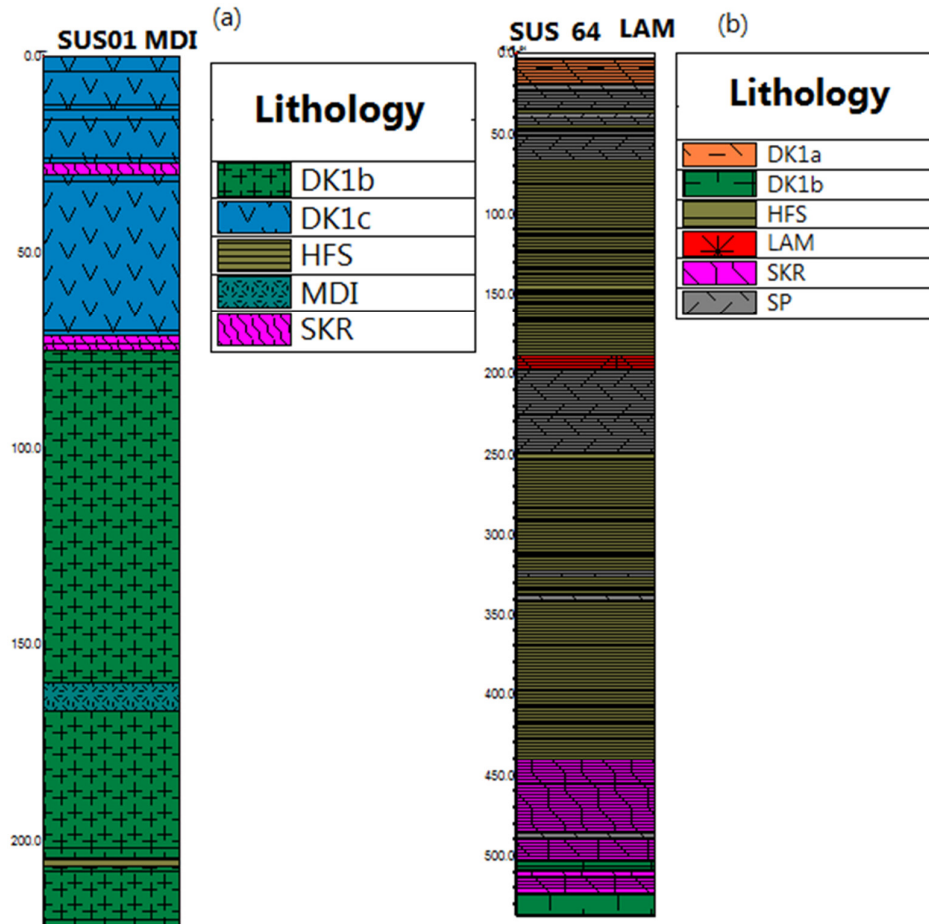 (a)
SUS01 MDI
0.0
50.0
100.0
150.0
200.0
Lithology
DK1b
DK1c
HFS
MDI
SKR
(b)
SUS 64 LAM
50.0
100.0
150.0
200.0
250.0
300.0
350.0
400.0
450.0
500.0
Lithology
DK1a
DK1b
HFS
LAM
SKR
SP